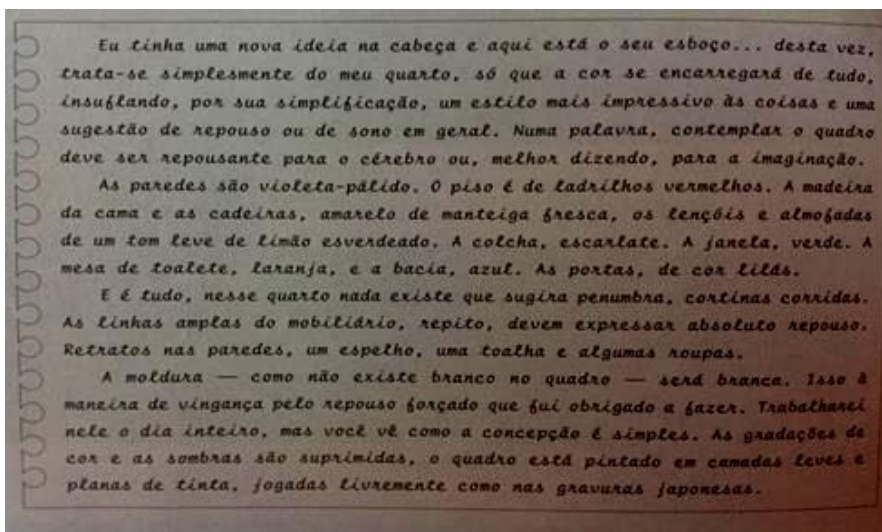 Eu tinha uma nova ideia na cabeça e aqui está o seu esboço... desta vez,
trata-se simplesmente do meu quarto, só que a cor se encarregará de tudo,
insuflando, por sua simplificação, um estilo mais impressivo às coisas e uma
sugestão de repouso ou de sono em geral. Numa palavra, contemplar o quadro
deve ser repousante para o cérebro ou, melhor dizendo, para a imaginação.
As paredes são violeta-pálido. O piso é de ladrilhos vermelhos. A madeira
da cama e as cadeiras, amarelo de manteiga fresca, os lençóis e almofadas
de um tom leve de limão esverdeado. A colcha, escarlate. A janela, verde. A
mesa de toalete, laranja, e a bacia, azul. As portas, de cor lilás.
E é tudo, nesse quarto nada existe que sugira penumbra, cortinas corridas.
As linhas amplas do mobiliário, repito, devem expressar absoluto repouso.
Retratos nas paredes, um espelho, uma toalha e algumas roupas.
A moldura — como não existe branco no quadro — será branca. Isso à
maneira de vingança pelo repouso forçado que fui obrigado a fazer. Trabalharei
nele o dia inteiro, mas você vê como a concepção é simples. As gradações de
cor e as sombras são suprimidas, o quadro está pintado em camadas leves e
planas de tinta, jogadas livremente como nas gravuras japonesas.